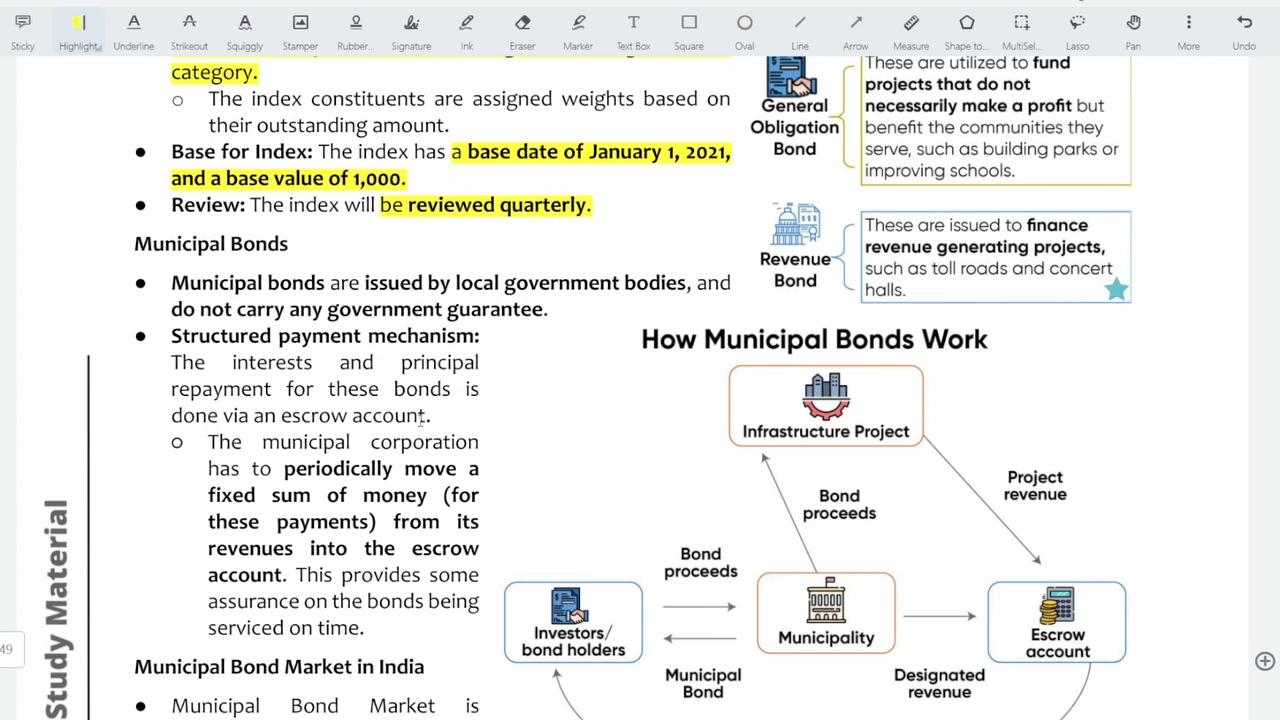 Sticky
Highlight
Underline
Strikeout
Squiggly
Stamper
Rubber...
Signature
Ink
Eraser
Marker
Text Box
Square
Oval
Line
Arrow
Measure
Shape to...
MultiSel...
Lasso
Pan
More
Undo
category.
○ The index constituents are assigned weights based on
their outstanding amount.
● Base for Index: The index has a base date of January 1, 2021,
and a base value of 1,000.
● Review: The index will be reviewed quarterly.
Municipal Bonds
● Municipal bonds are issued by local government bodies, and
do not carry any government guarantee.
● Structured payment mechanism:
The interests and principal
repayment for these bonds is
done via an escrow account.
○ The municipal corporation
has to periodically move a
fixed sum of money (for
these payments) from its
revenues into the escrow
account. This provides some
assurance on the bonds being
serviced on time.
Municipal Bond Market in India
● Municipal Bond Market is
General
Obligation
Bond
These are utilized to fund
projects that do not
necessarily make a profit but
benefit the communities they
serve, such as building parks or
improving schools.
Revenue
Bond
These are issued to finance
revenue generating projects,
such as toll roads and concert
halls.
How Municipal Bonds Work
Infrastructure Project
Bond
proceeds
Project
revenue
Bond
proceeds
Investors/
bond holders
Municipality
Escrow
account
Municipal
Bond
Designated
revenue
Study Material
49